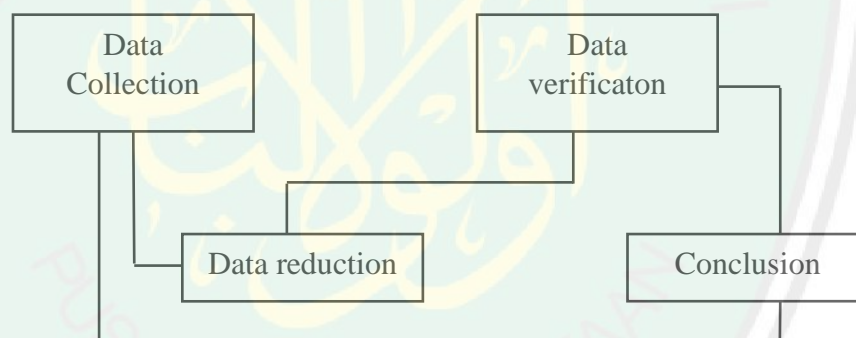 Data
Collection
Data
verificaton
Data reduction
Conclusion